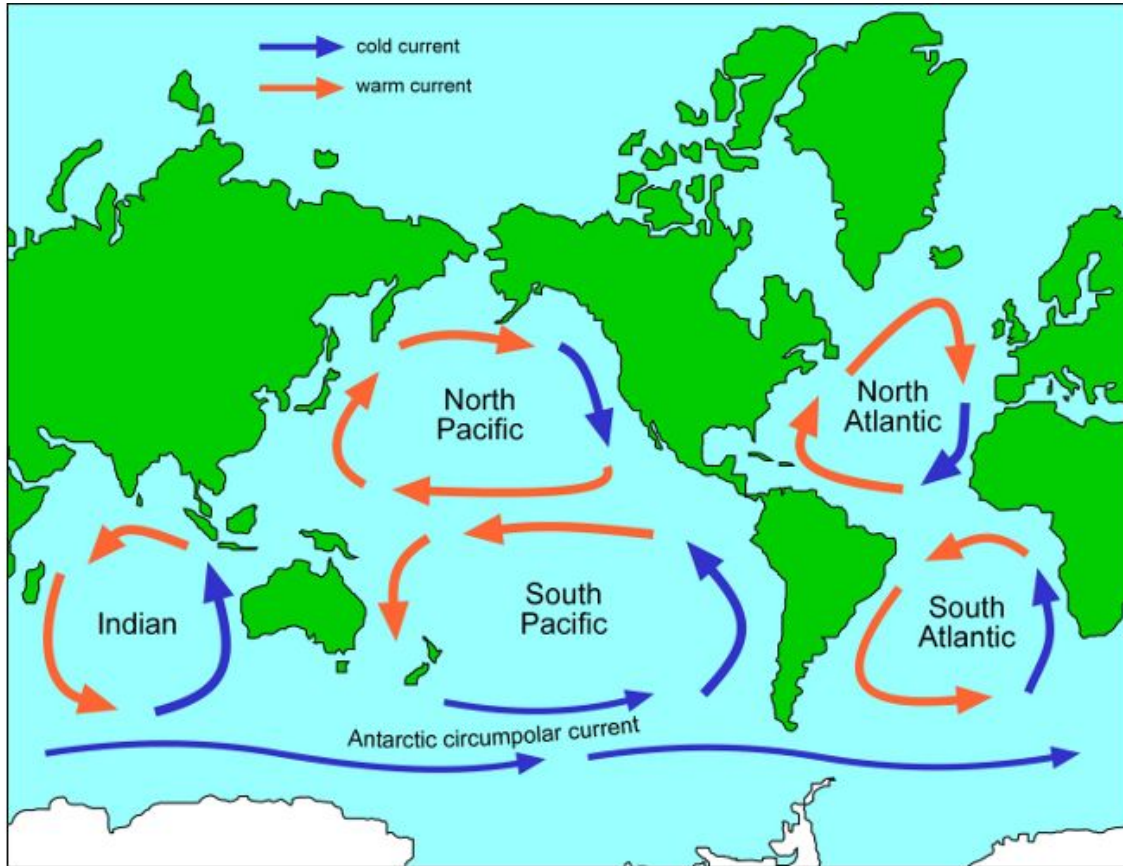 cold current
warm current
North
Pacific
North
Atlantic
Indian
South
Pacific
South
Atlantic
Antarctic circumpolar current